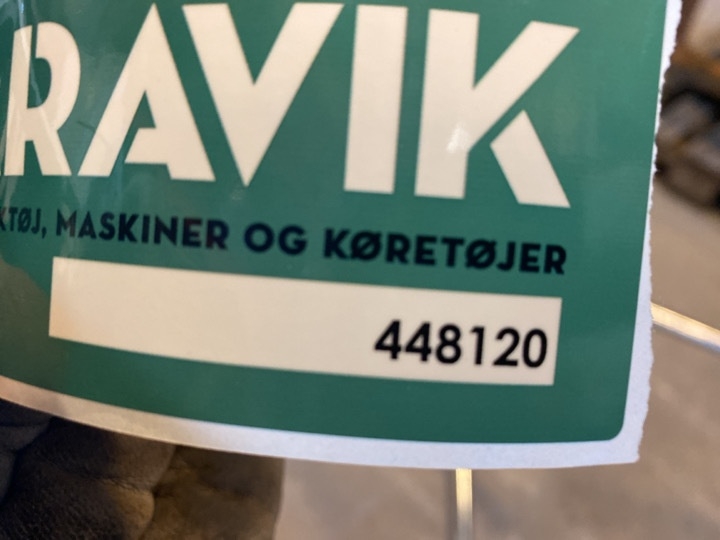 RAVIK
KTØJ, MASKINER OG KØRETØJER
448120